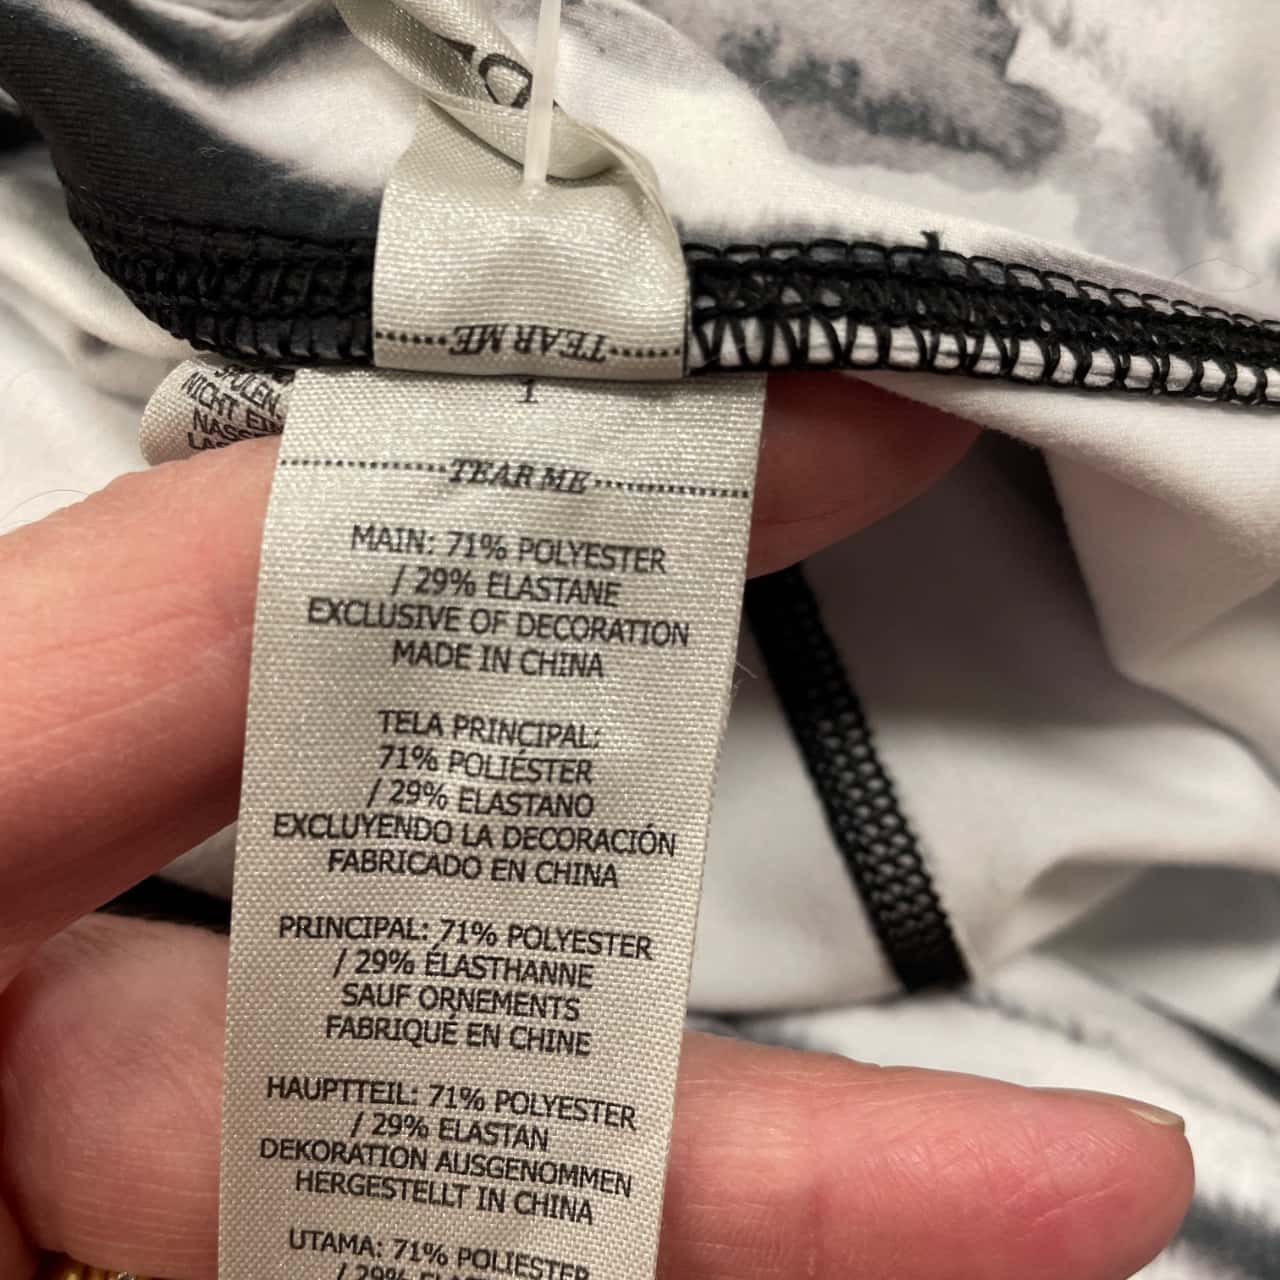 TEAR ME
NICHT
1
TEAR ME
MAIN: 71% POLYESTER
/ 29% ELASTANE
EXCLUSIVE OF DECORATION
MADE IN CHINA
TELA PRINCIPAL:
71% POLIÉSTER
/ 29% ELASTANO
EXCLUYENDO LA DECORACIÓN
FABRICADO EN CHINA
PRINCIPAL: 71% POLYESTER
/ 29% ÉLASTHANNE
SAUF ORNEMENTS
FABRIQUÉ EN CHINE
HAUPTTEIL: 71% POLYESTER
/ 29% ELASTAN
DEKORATION AUSGENOMMEN
HERGESTELLT IN CHINA
UTAMA: 71% POLIESTER
/ 29%